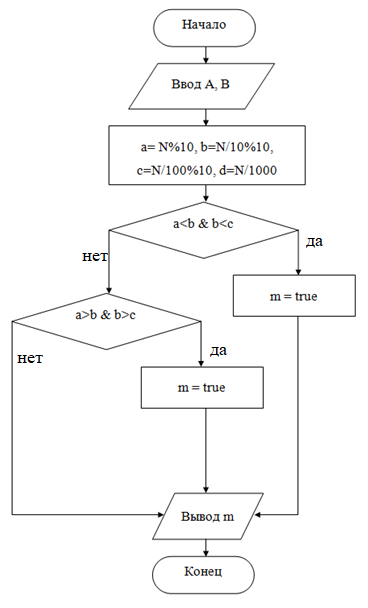 Начало
Ввод A, B
a= N%10, b=N/10%10,
c=N/100%10, d=N/1000
a<b & b<c
да
нет
m = true
a>b & b>c
да
нет
m = true
Вывод m
Конец